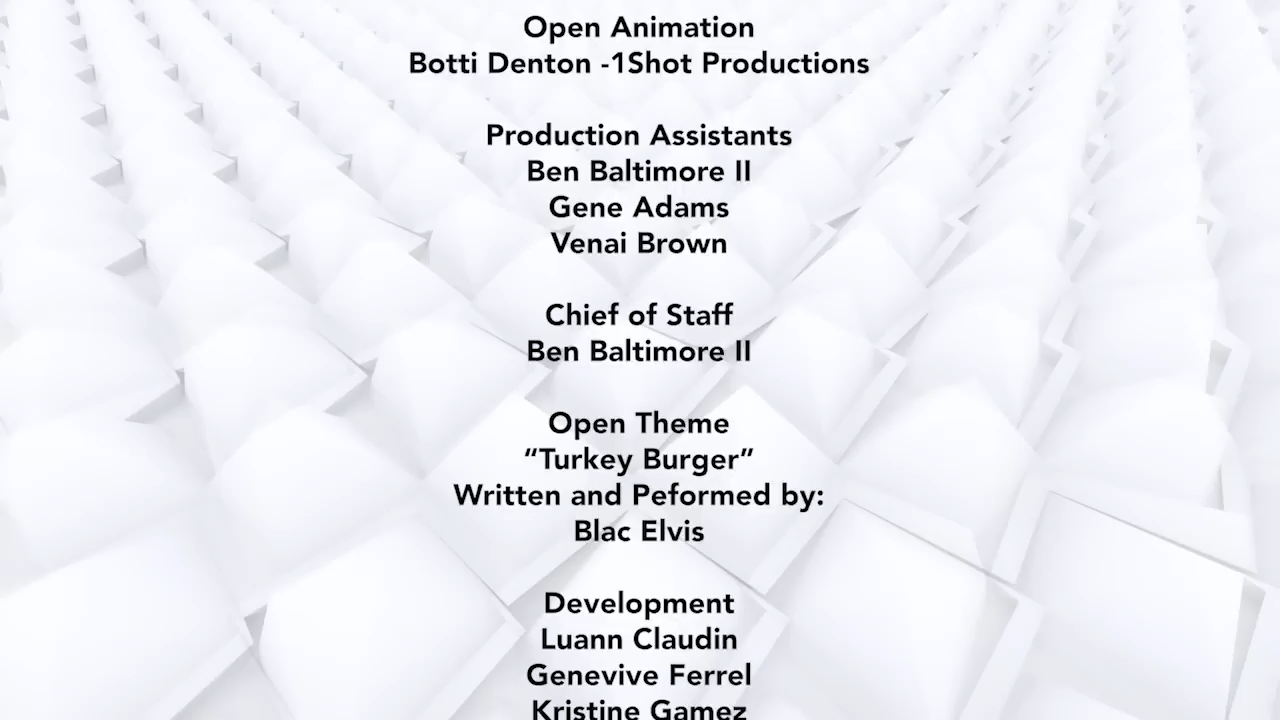 Open Animation
Botti Denton -1Shot Productions
Production Assistants
Ben Baltimore II
Gene Adams
Venai Brown
Chief of Staff
Ben Baltimore II
Open Theme
“Turkey Burger”
Written and Peformed by:
Blac Elvis
Development
Luann Claudin
Genevive Ferrel
Kristine Gamez